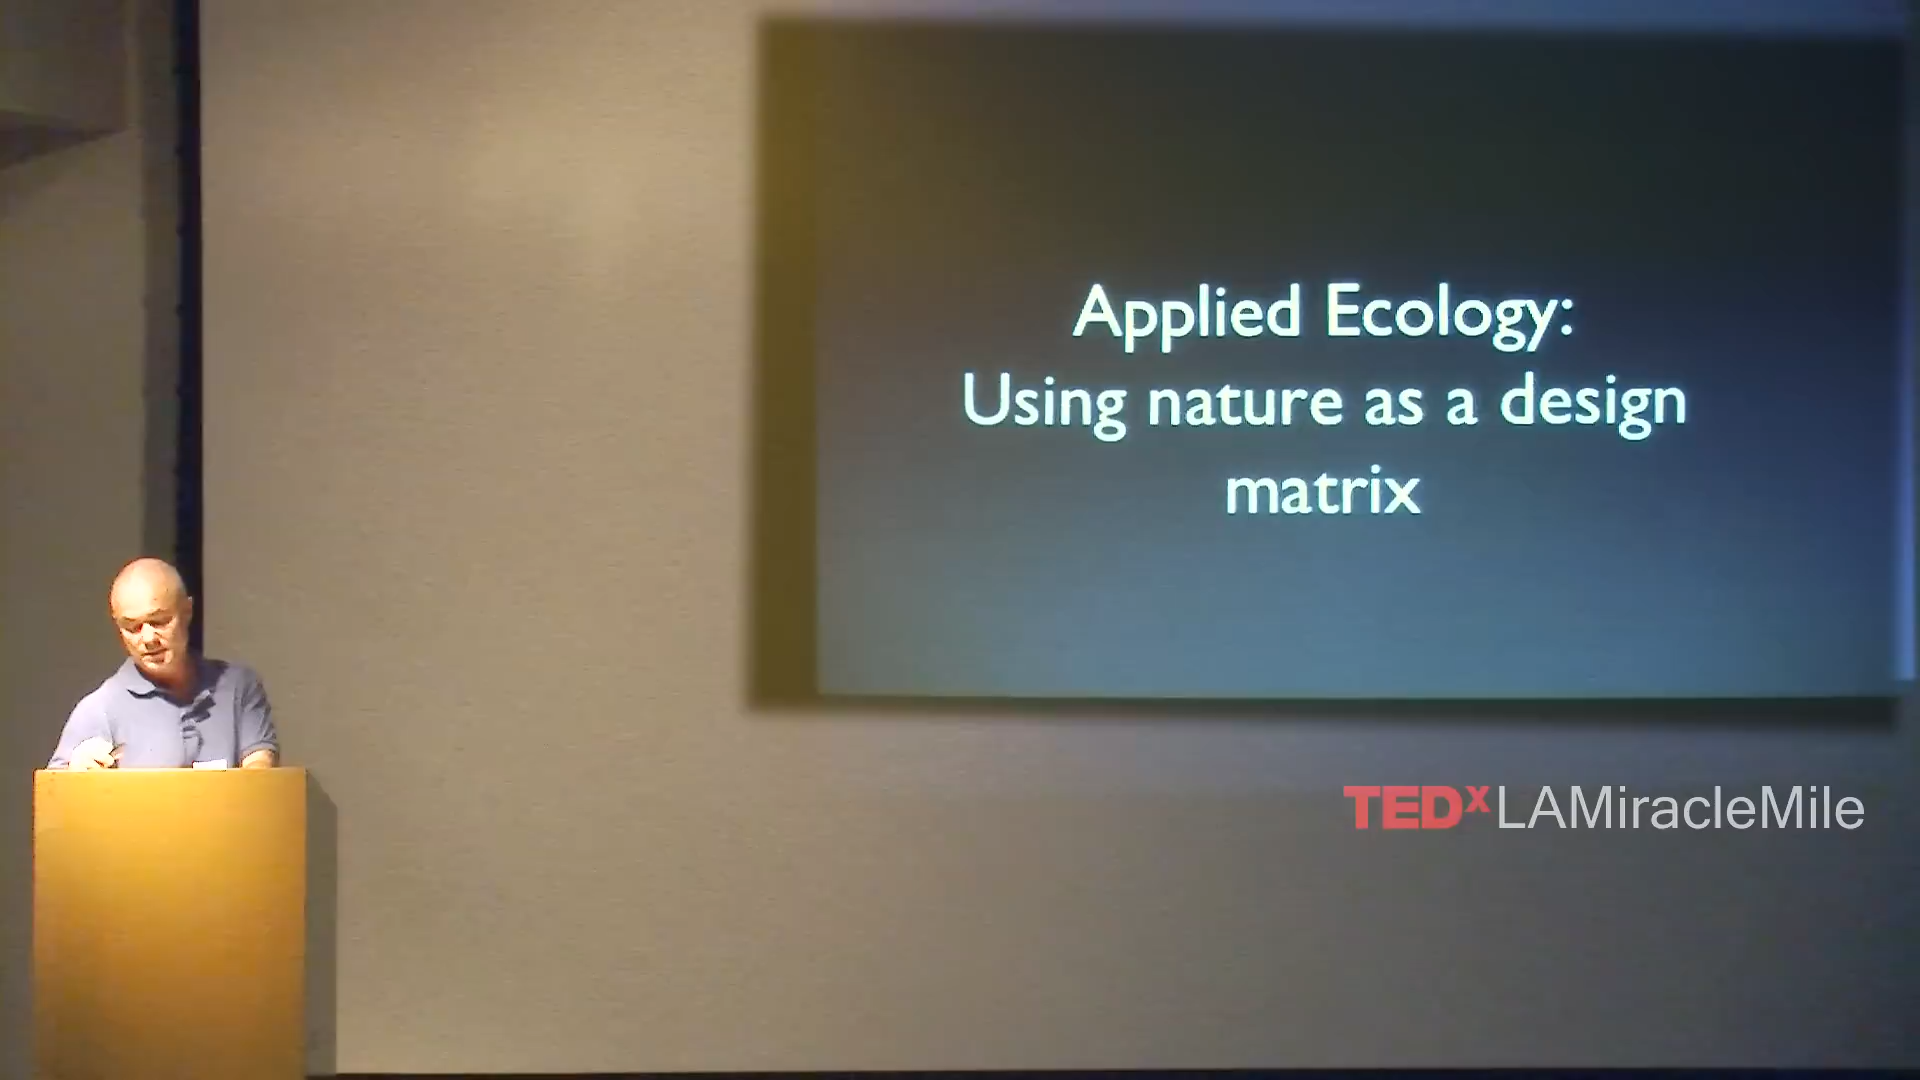 Applied Ecology:
Using nature as a design
matrix
TEDxLAMiracleMile